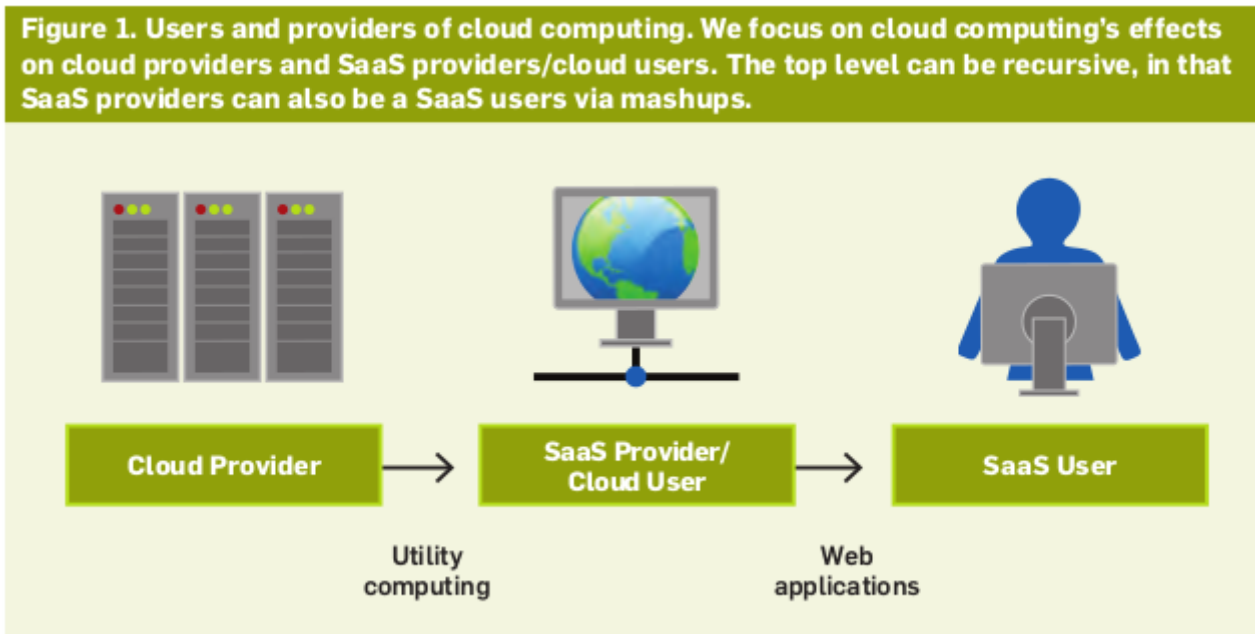 Figure 1. Users and providers of cloud computing. We focus on cloud computing's effects
on cloud providers and SaaS providers/cloud users. The top level can be recursive, in that
SaaS providers can also be a SaaS users via mashups.
Cloud Provider
SaaS Provider/
Cloud User
SaaS User
Utility
computing
Web
applications